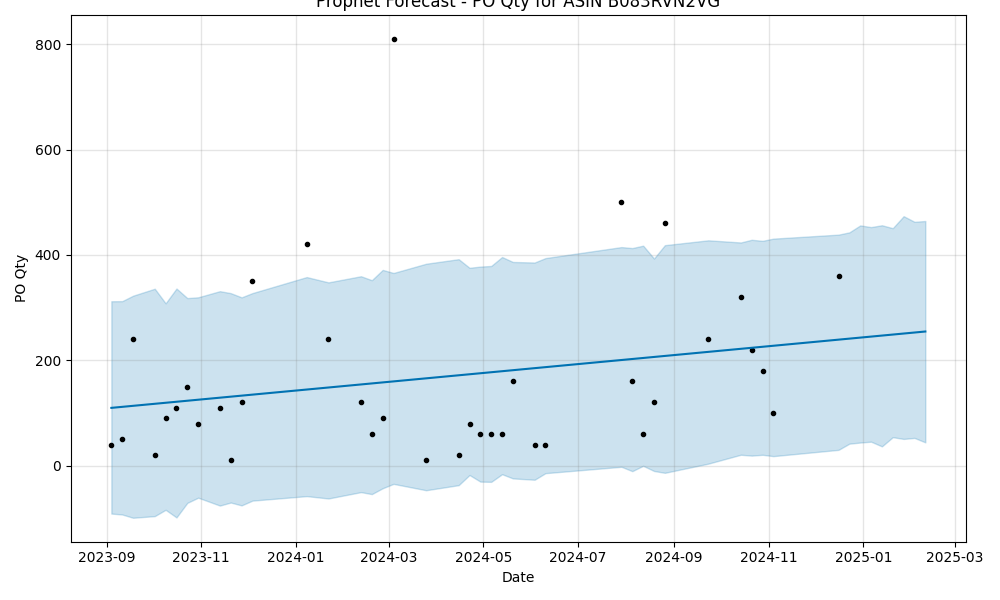 Prophet Forecast - PO Qty for ASIN B083RVN2VG
800
600
400
200
0
PO Qty
2023-09 2023-11 2024-01 2024-03 2024-05 2024-07 2024-09 2024-11 2025-01 2025-03
Date